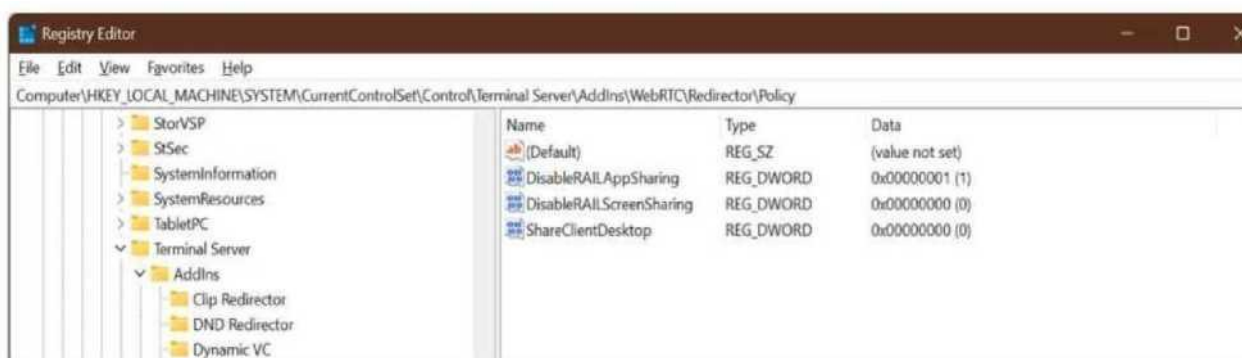 Registry Editor
File Edit View Favorites Help
Computer\HKEY_LOCAL_MACHINE\SYSTEM\CurrentControlSet\Control\Terminal Server\AddIns\WebRTC\Redirector\Policy
StorVSP
StSec
SystemInformation
SystemResources
TabletPC
Terminal Server
AddIns
Clip Redirector
DND Redirector
Dynamic VC
Name Type Data
(Default) REG_SZ (value not set)
DisableRAILAppSharing REG_DWORD 0x00000001 (1)
DisableRAILScreenSharing REG_DWORD 0x00000000 (0)
ShareClientDesktop REG_DWORD 0x00000000 (0)